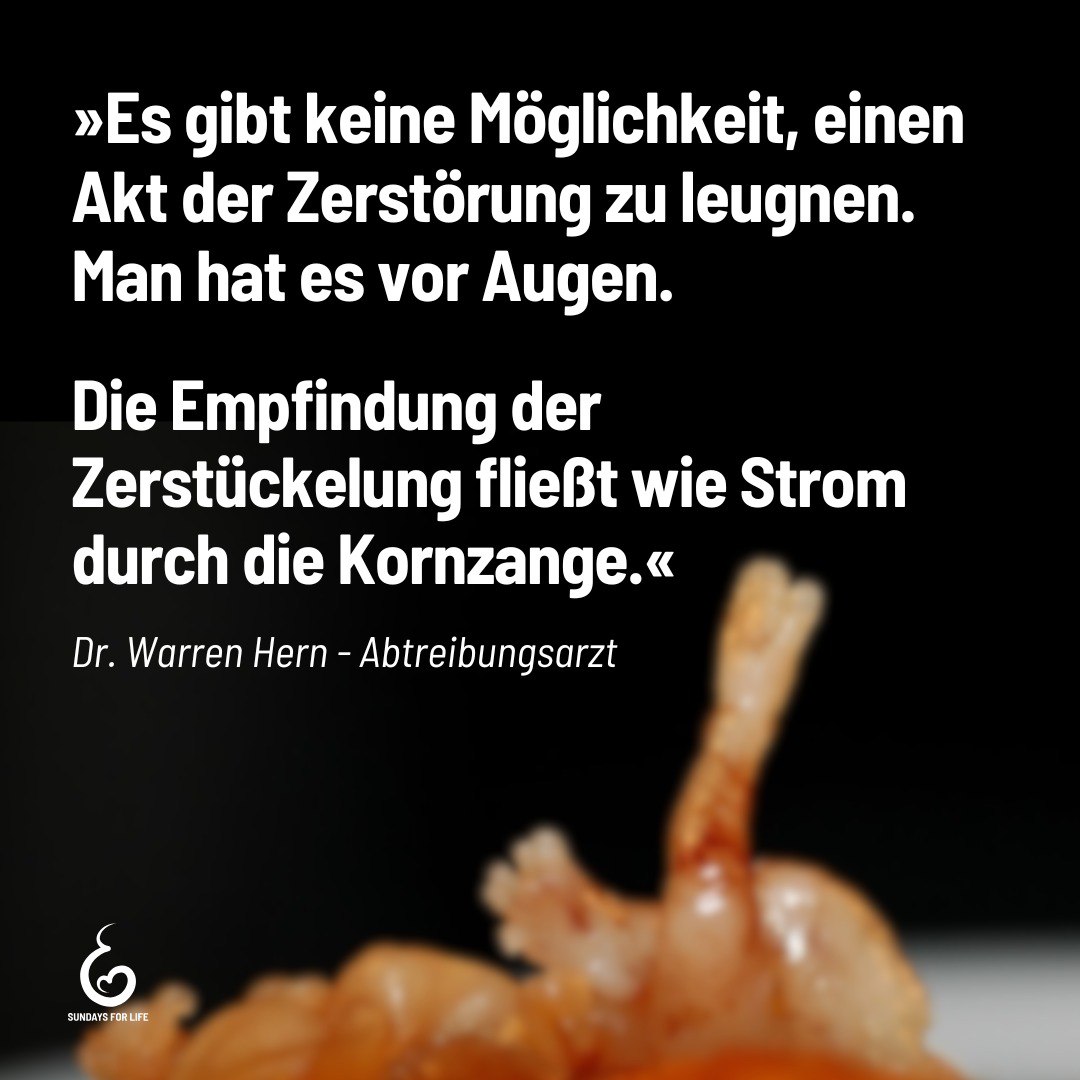 »Es gibt keine Möglichkeit, einen
Akt der Zerstörung zu leugnen.
Man hat es vor Augen.
Die Empfindung der
Zerstückelung fließt wie Strom
durch die Kornzange.«
Dr. Warren Hern - Abtreibungsarzt
SUNDAYS FOR LIFE